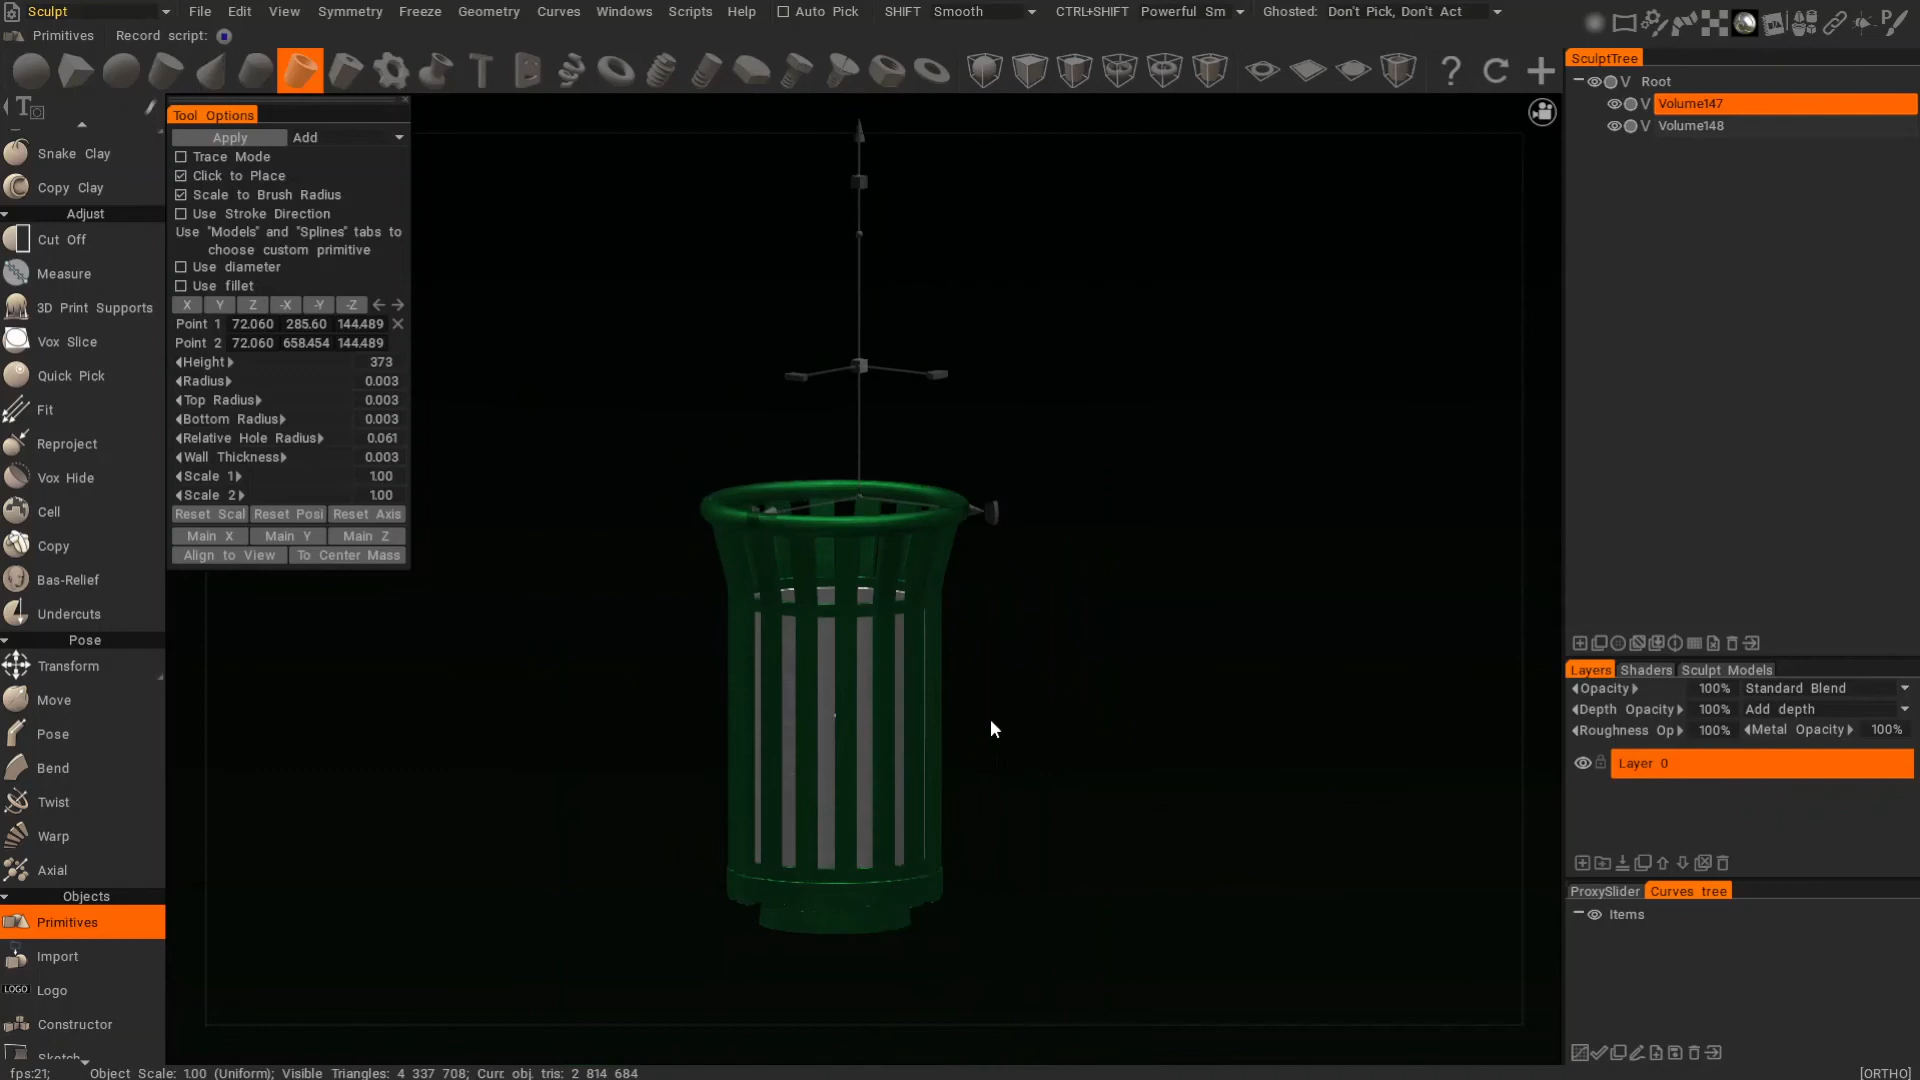 Sculpt File Edit View Symmetry Freeze Geometry Curves Windows Scripts Help Auto Pick SHIFT Smooth CTRL+SHIFT Powerful Sm Ghosted: Don't Pick, Don't Act
Primitives Record script:
Snake Clay
Copy Clay
Adjust
Cut Off
Measure
3D Print Supports
Vox Slice
Quick Pick
Fit
Reproject
Vox Hide
Cell
Copy
Bas-Relief
Undercuts
Pose
Transform
Move
Pose
Bend
Twist
Warp
Axial
Objects
Primitives
Import
LOGO Logo
Constructor
Sketch
Tool Options
Apply Add
Trace Mode
Click to Place
Scale to Brush Radius
Use Stroke Direction
Use "Models" and "Splines" tabs to
choose custom primitive
Use diameter
Use fillet
X Y Z -X -Y -Z
Point 1 72.060 285.60 144.489
Point 2 72.060 658.454 144.489
Height 373
Radius 0.003
Top Radius 0.003
Bottom Radius 0.003
Relative Hole Radius 0.061
Wall Thickness 0.003
Scale 1 1.00
Scale 2 1.00
Reset Scal Reset Posi Reset Axis
Main X Main Y Main Z
Align to View To Center Mass
SculptTree
V Root
V Volume147
V Volume148
Layers Shaders Sculpt Models
Opacity 100% Standard Blend
Depth Opacity 100% Add depth
Roughness Op 100% Metal Opacity 100%
Layer 0
ProxySlider Curves tree
Items
fps:21; Object Scale: 1.00 (Uniform); Visible Triangles: 4 337 708; Curr. obj. tris: 2 814 684 [ORTHO]